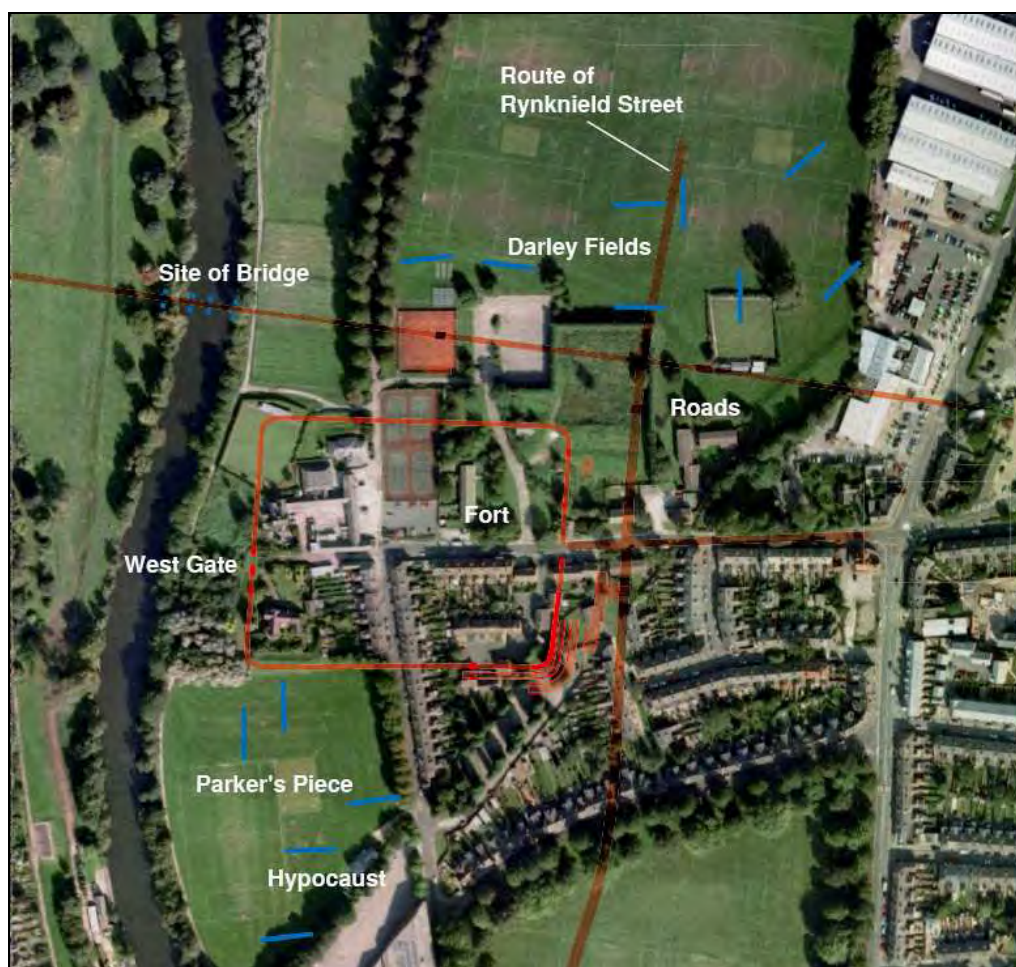 Route of
Rynknield Street
Darley Fields
Site of Bridge
Roads
Fort
West Gate
Parker's Piece
Hypocaust